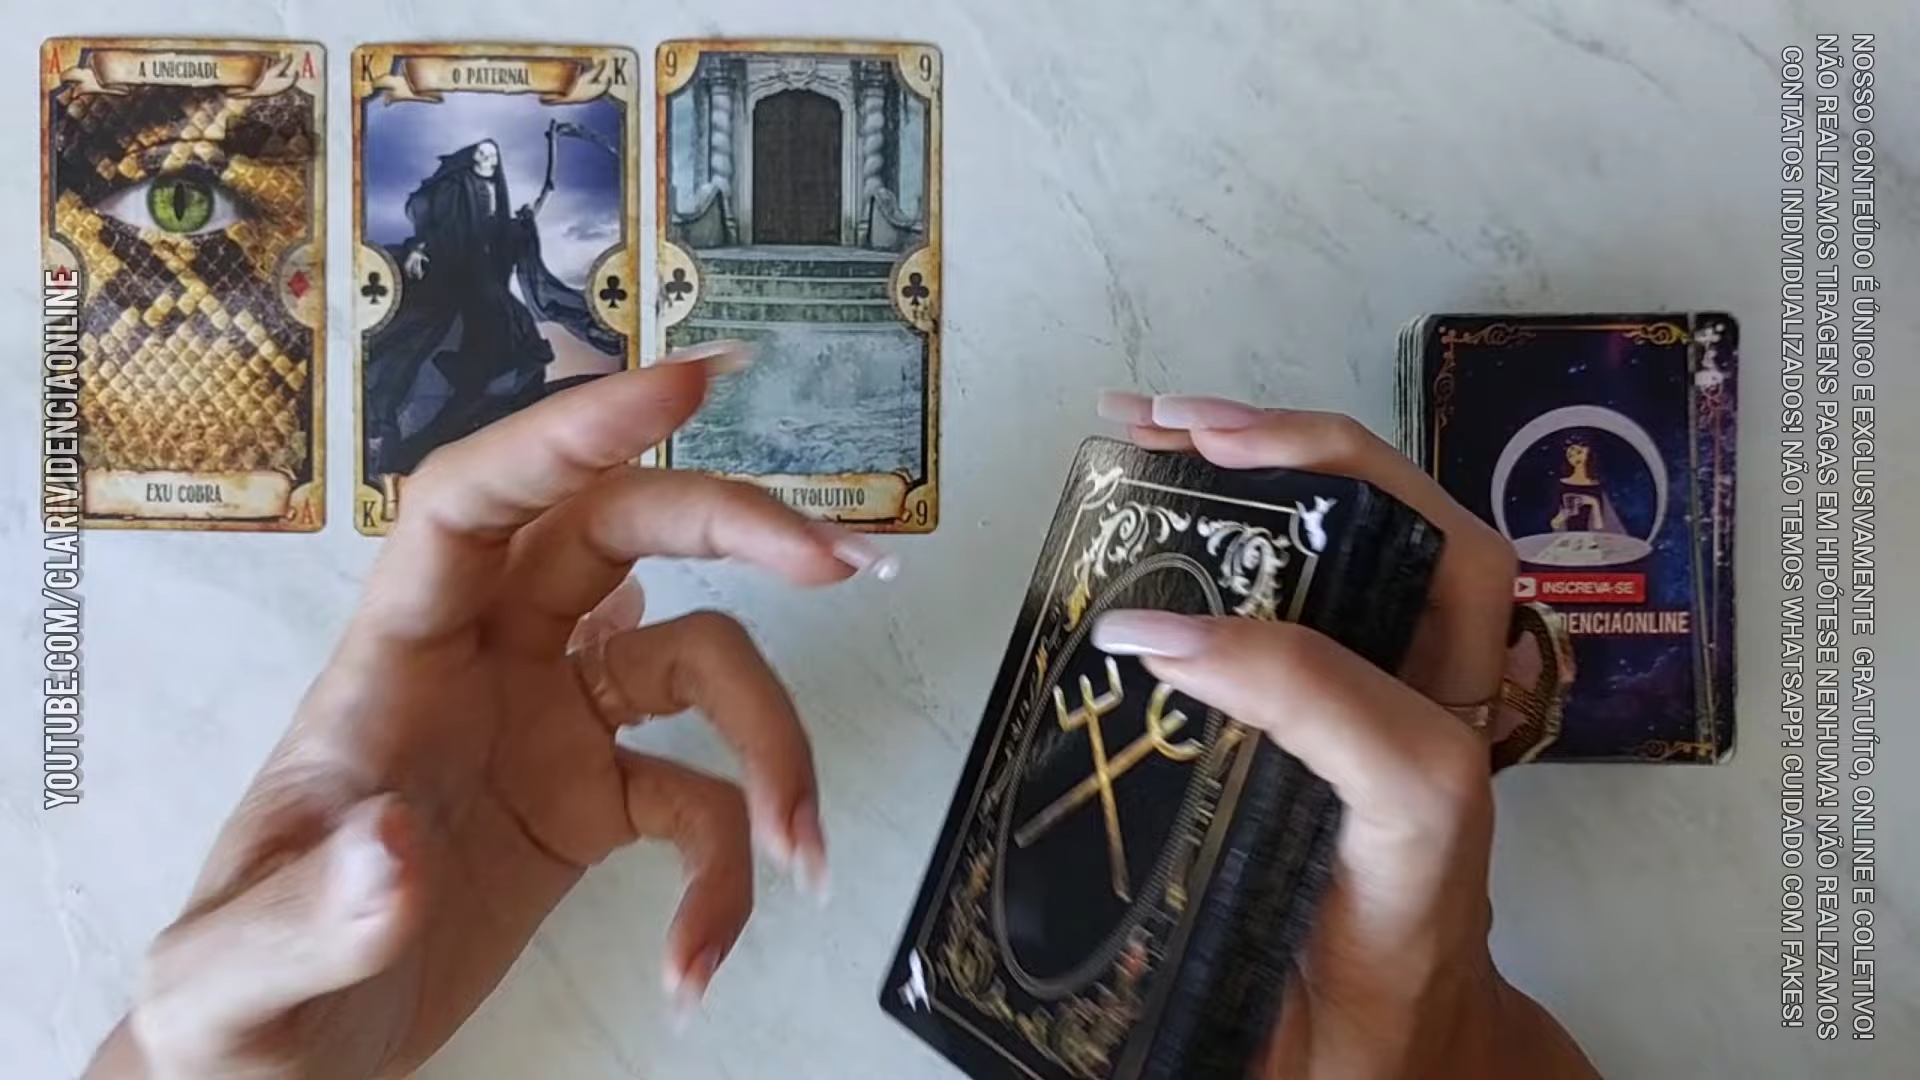 YOUTUBE.COM/CLARIVIDENCIAONLINE
A A
A UNICIDADE
EXU COBRA
A
K K
O PATERNAL
K
9 9
AL EVOLUTIVO
9
INSCREVA-SE
DENCIAONLINE
NOSSO CONTEÚDO É ÚNICO E EXCLUSIVAMENTE GRATUÍTO, ONLINE E COLETIVO!
NÃO REALIZAMOS TIRAGENS PAGAS EM HIPÓTESE NENHUMA! NÃO REALIZAMOS
CONTATOS INDIVIDUALIZADOS! NÃO TEMOS WHATSAPP! CUIDADO COM FAKES!